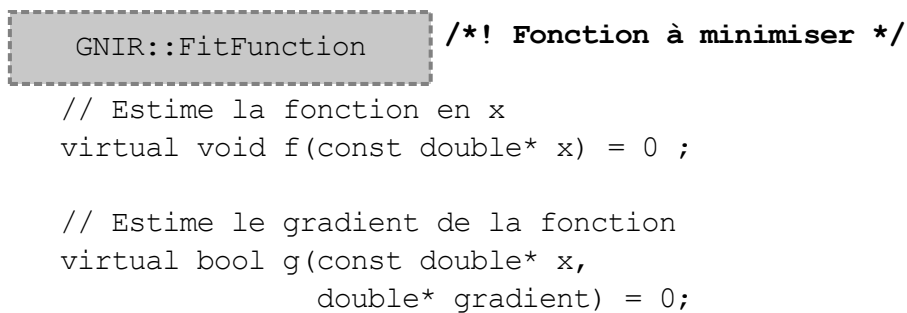 GNIR::FitFunction /*! Fonction à minimiser */
// Estime la fonction en x
virtual void f(const double* x) = 0 ;
// Estime le gradient de la fonction
virtual bool g(const double* x,
double* gradient) = 0;